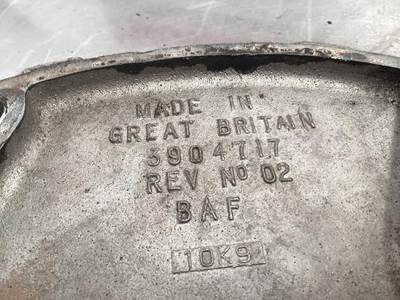 MADE IN
GREAT BRITAIN
3904717
REV Nº 02
BAF
10K9